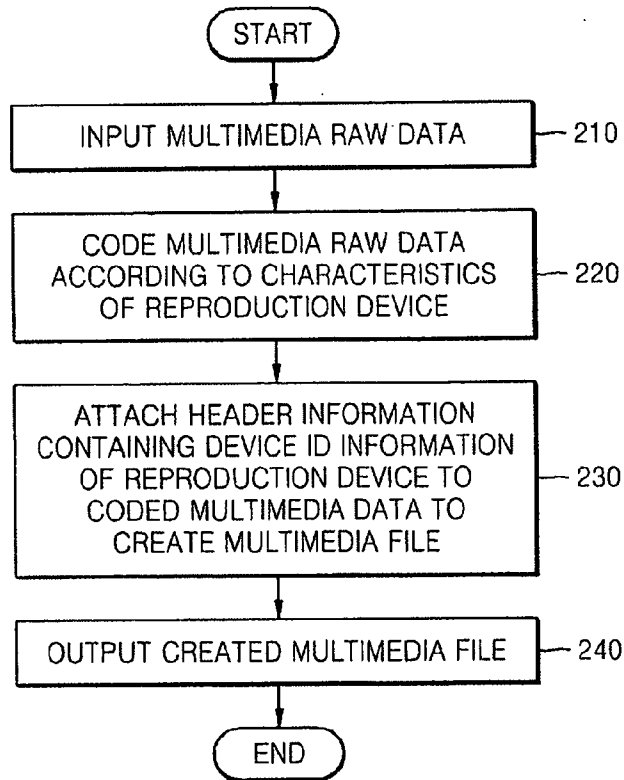 START
INPUT MULTIMEDIA RAW DATA
210
CODE MULTIMEDIA RAW DATA
ACCORDING TO CHARACTERISTICS
OF REPRODUCTION DEVICE
220
ATTACH HEADER INFORMATION
CONTAINING DEVICE ID INFORMATION
OF REPRODUCTION DEVICE TO
CODED MULTIMEDIA DATA TO
CREATE MULTIMEDIA FILE
230
OUTPUT CREATED MULTIMEDIA FILE
240
END